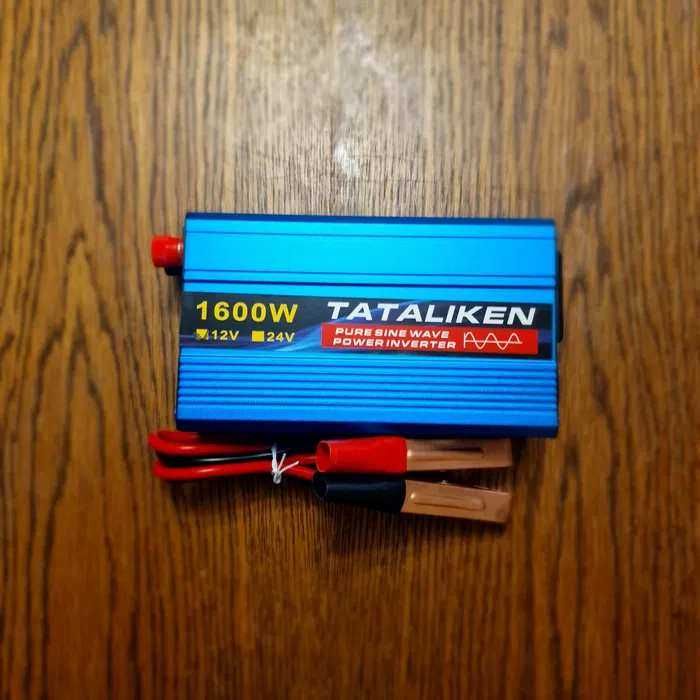 1600W
12V 24V
TATALIKEN
PURE SINE WAVE
POWER INVERTER